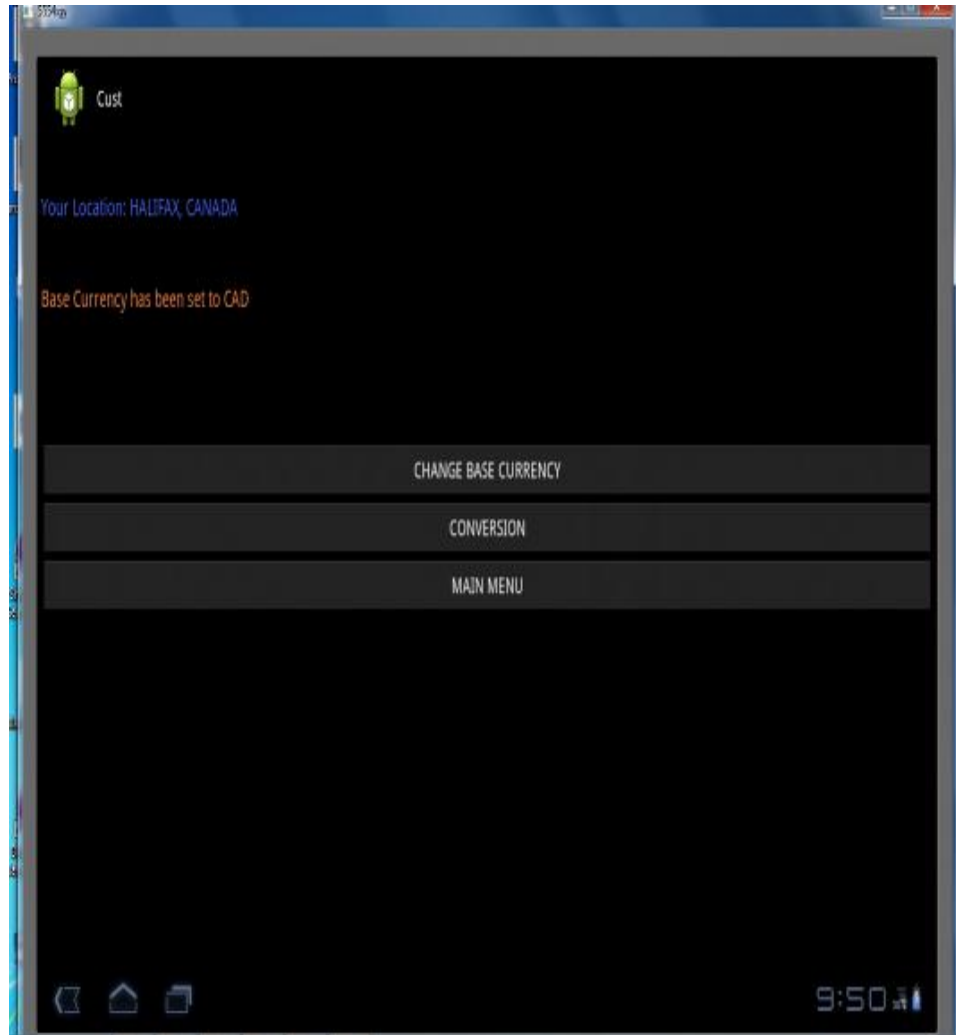 Cust
Your Location: HALIFAX, CANADA
Base Currency has been set to CAD
CHANGE BASE CURRENCY
CONVERSION
MAIN MENU
9:50